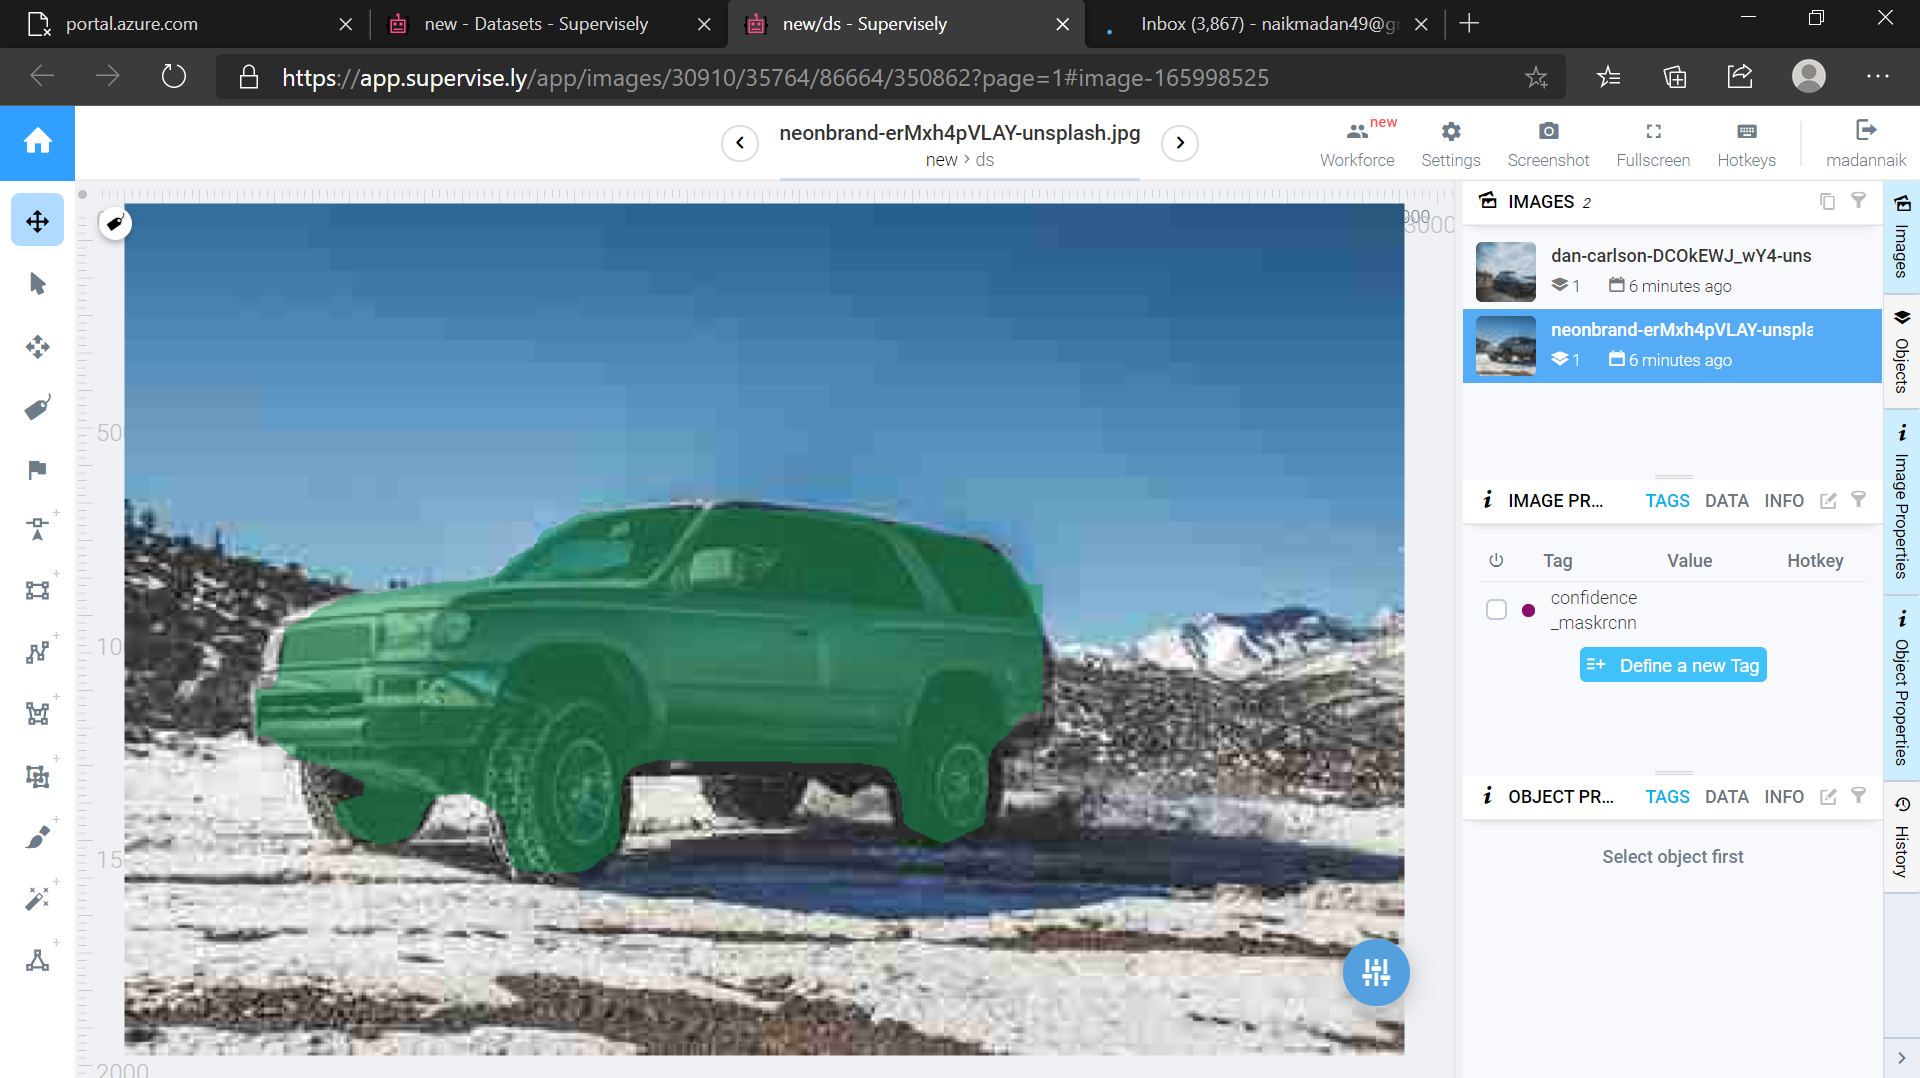 portal.azure.com
new - Datasets - Supervisely
new/ds - Supervisely
Inbox (3,867) - naikmadan49@g
https://app.supervise.ly/app/images/30910/35764/86664/350862?page=1#image-165998525
neonbrand-erMxh4pVLAY-unsplash.jpg
new > ds
new
Workforce
Settings
Screenshot
Fullscreen
Hotkeys
madannaik
IMAGES 2
dan-carlson-DCOkEWJ_wY4-uns
1 6 minutes ago
neonbrand-erMxh4pVLAY-unspla
1 6 minutes ago
IMAGE PR... TAGS DATA INFO
Tag Value Hotkey
confidence
_maskrcnn
Define a new Tag
OBJECT PR... TAGS DATA INFO
Select object first
Images
Objects
Image Properties
Object Properties
History
3000
50
10
15
2000